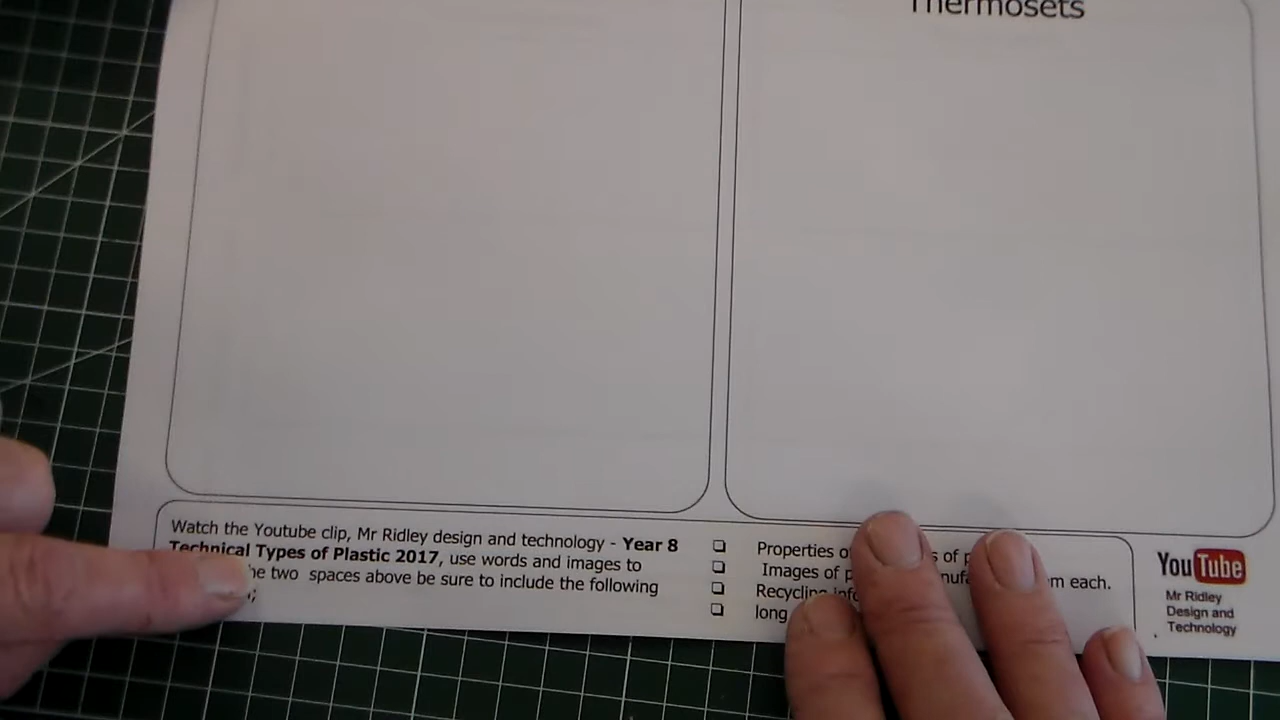 Thermosets
Watch the Youtube clip, Mr Ridley design and technology - Year 8
Technical Types of Plastic 2017, use words and images to
the two spaces above be sure to include the following
Properties of
Images of each.
Recycling info
long
YouTube
Mr Ridley
Design and
Technology